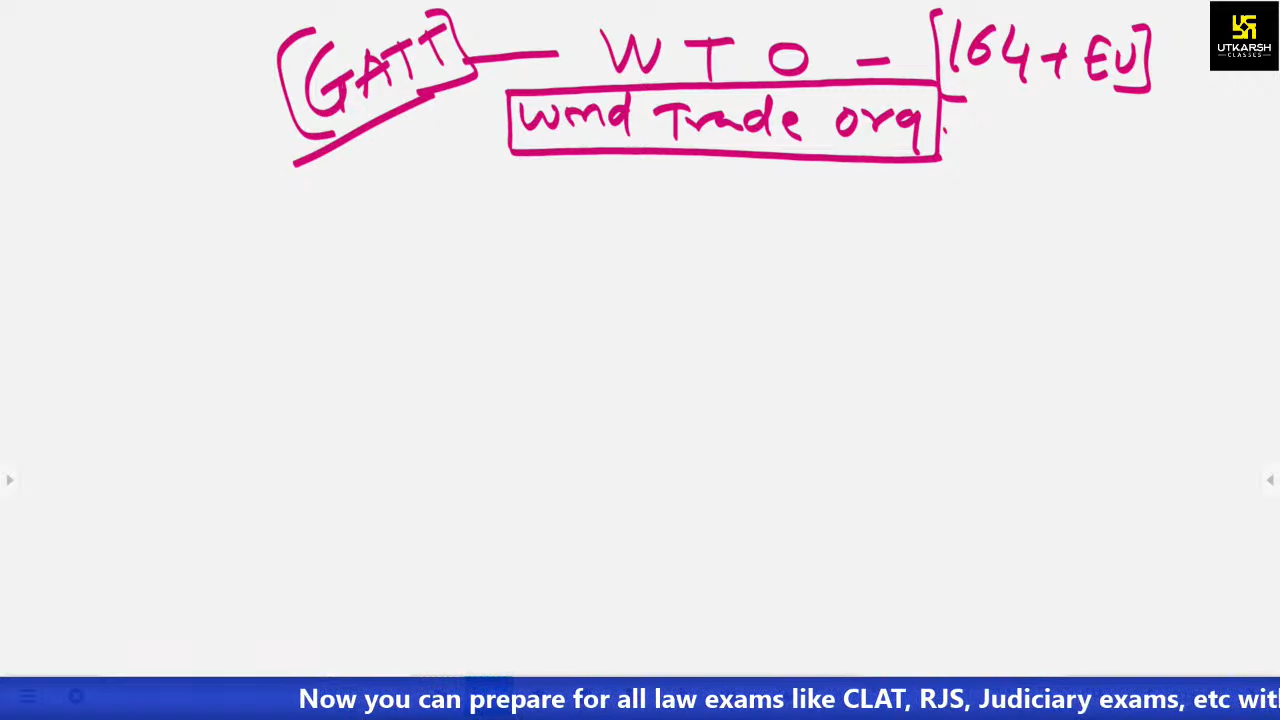 [GATT] — W T O - [164 + EU]
World Trade org.
UTKARSH
CLASSES
Now you can prepare for all law exams like CLAT, RJS, Judiciary exams, etc wit